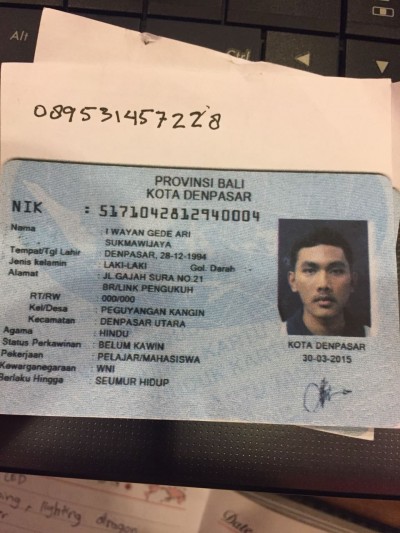 Alt
Ctrl
089531457228
PROVINSI BALI
KOTA DENPASAR
NIK : 5171042812940004
Nama : I WAYAN GEDE ARI
SUKMAWIJAYA
Tempat/Tgl Lahir : DENPASAR, 28-12-1994
Jenis kelamin : LAKI-LAKI Gol. Darah
Alamat : JL GAJAH SURA NO.21
BR/LINK PENGUKUH
RT/RW : 000/000
Kel/Desa : PEGUYANGAN KANGIN
Kecamatan : DENPASAR UTARA
Agama : HINDU
Status Perkawinan : BELUM KAWIN
Pekerjaan : PELAJAR/MAHASISWA
Kewarganegaraan : WNI
Berlaku Hingga : SEUMUR HIDUP
KOTA DENPASAR
30-03-2015
lighting
Date